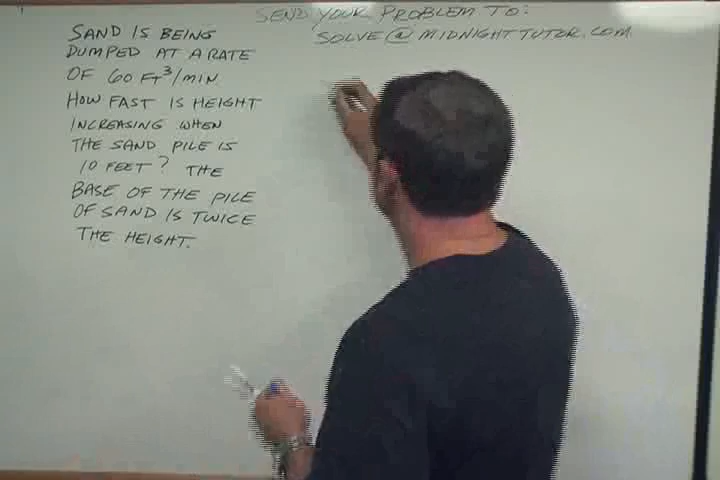 SEND YOUR PROBLEM TO:
SOLVE@MIDNIGHTTUTOR.COM
SAND IS BEING
DUMPED AT A RATE
OF 60 FT³/MIN.
HOW FAST IS HEIGHT
INCREASING WHEN
THE SAND PILE IS
10 FEET? THE
BASE OF THE PILE
OF SAND IS TWICE
THE HEIGHT.